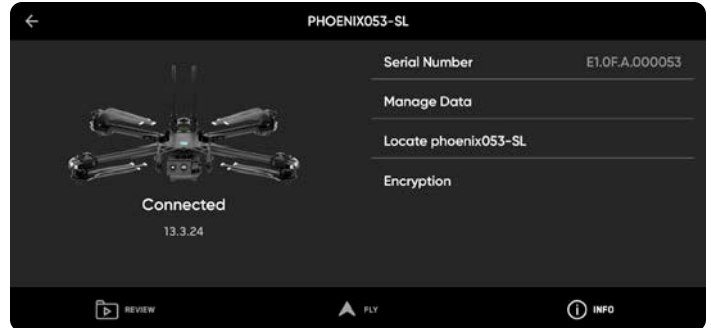 PHOENIX053-SL
Serial Number E1.0F.A.000053
Manage Data
Locate phoenix053-SL
Encryption
Connected
13.3.24
REVIEW FLY INFO